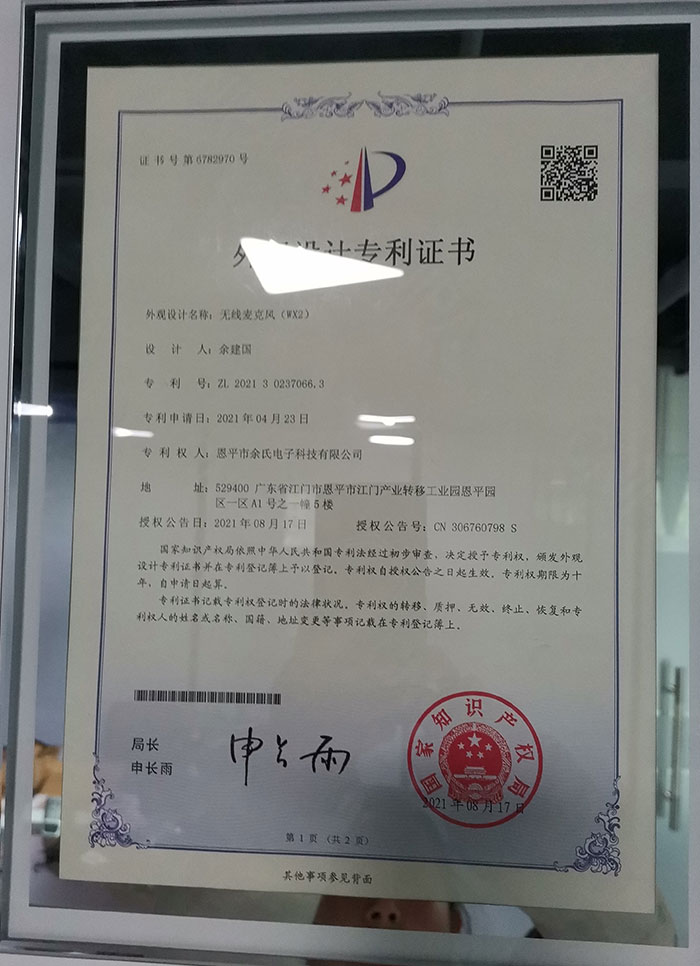 证书号第6782970号
外观设计专利证书
外观设计名称：无线麦克风（WX2）
设 计 人：余建国
专 利 号：ZL 2021 3 0237066.3
专利申请日：2021年04月23日
专 利 权 人：恩平市余氏电子科技有限公司
地 址：529400 广东省江门市恩平市江门产业转移工业园恩平园
区一区A1号之一幢5楼
授权公告日：2021年08月17日 授权公告号：CN 306760798 S
国家知识产权局依照中华人民共和国专利法经过初步审查，决定授予专利权，颁发外观
设计专利证书并在专利登记簿上予以登记。专利权自授权公告之日起生效。专利权期限为十
年，自申请日起算。
专利证书记载专利权登记时的法律状况。专利权的转移、质押、无效、终止、恢复和专
利权人的姓名或名称、国籍、地址变更等事项记载在专利登记簿上。
局长
申长雨
申长雨
国家知识产权局
2021年08月17日
第 1 页 （共 2 页）
其他事项参见背面